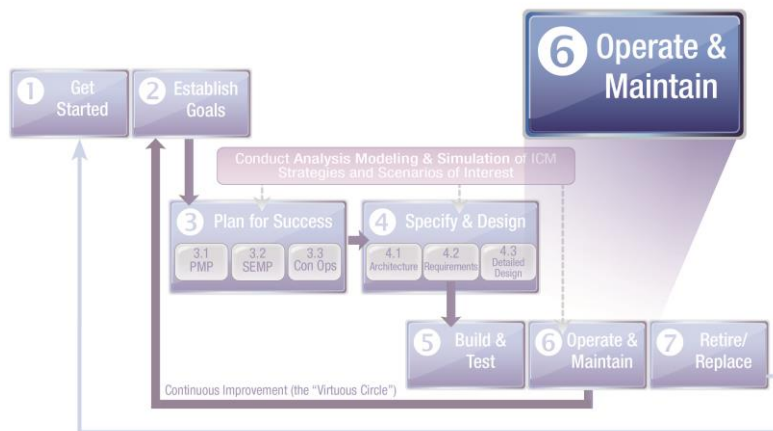 6 Operate &
Maintain
1 Get
Started
2 Establish
Goals
Conduct Analysis Modeling & Simulation of ICM
Strategies and Scenarios of Interest
3 Plan for Success
3.1
PMP
3.2
SEMP
3.3
Con Ops
4 Specify & Design
4.1
Architecture
4.2
Requirements
4.3
Detailed
Design
5 Build &
Test
6 Operate &
Maintain
7 Retire/
Replace
Continuous Improvement (the “Virtuous Circle”)